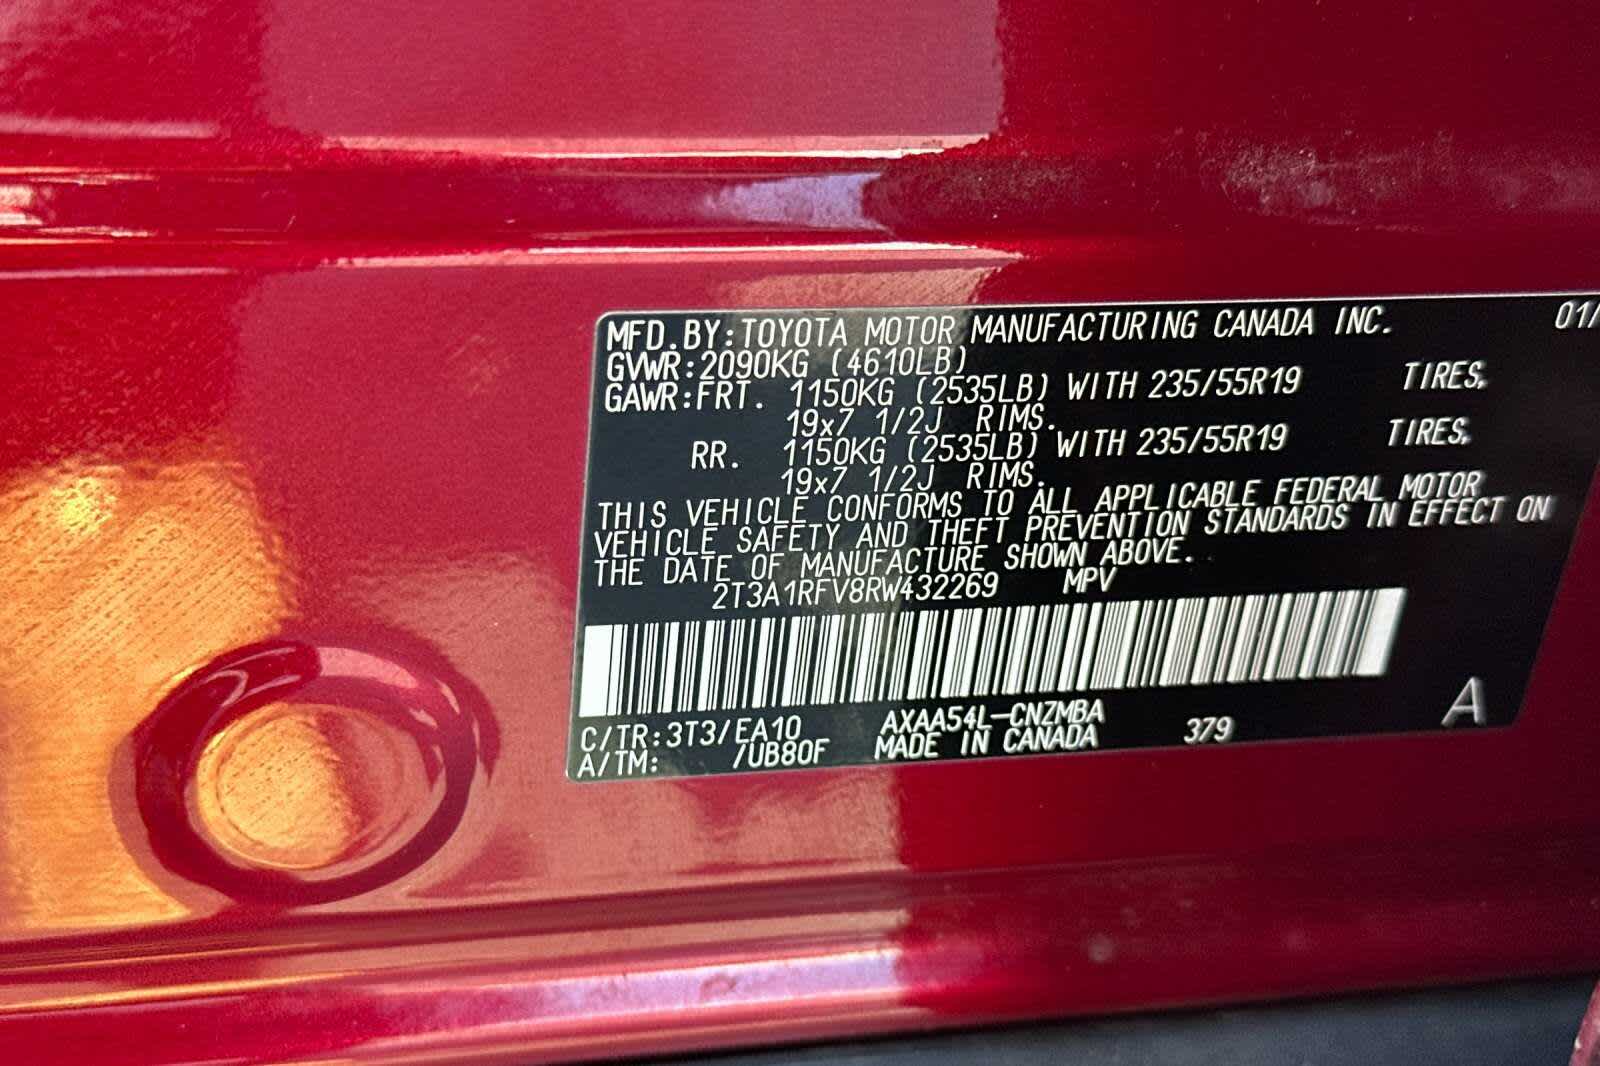 MFD.BY:TOYOTA MOTOR MANUFACTURING CANADA INC. 01/
GVWR:2090KG (4610LB)
GAWR:FRT. 1150KG (2535LB) WITH 235/55R19 TIRES,
19x7 1/2J RIMS.
RR. 1150KG (2535LB) WITH 235/55R19 TIRES,
19x7 1/2J RIMS.
THIS VEHICLE CONFORMS TO ALL APPLICABLE FEDERAL MOTOR
VEHICLE SAFETY AND THEFT PREVENTION STANDARDS IN EFFECT ON
THE DATE OF MANUFACTURE SHOWN ABOVE.
2T3A1RFV8RW432269 MPV
C/TR:3T3/EA10 AXAA54L-CNZMBA 379 A
A/TM: /UB80F MADE IN CANADA